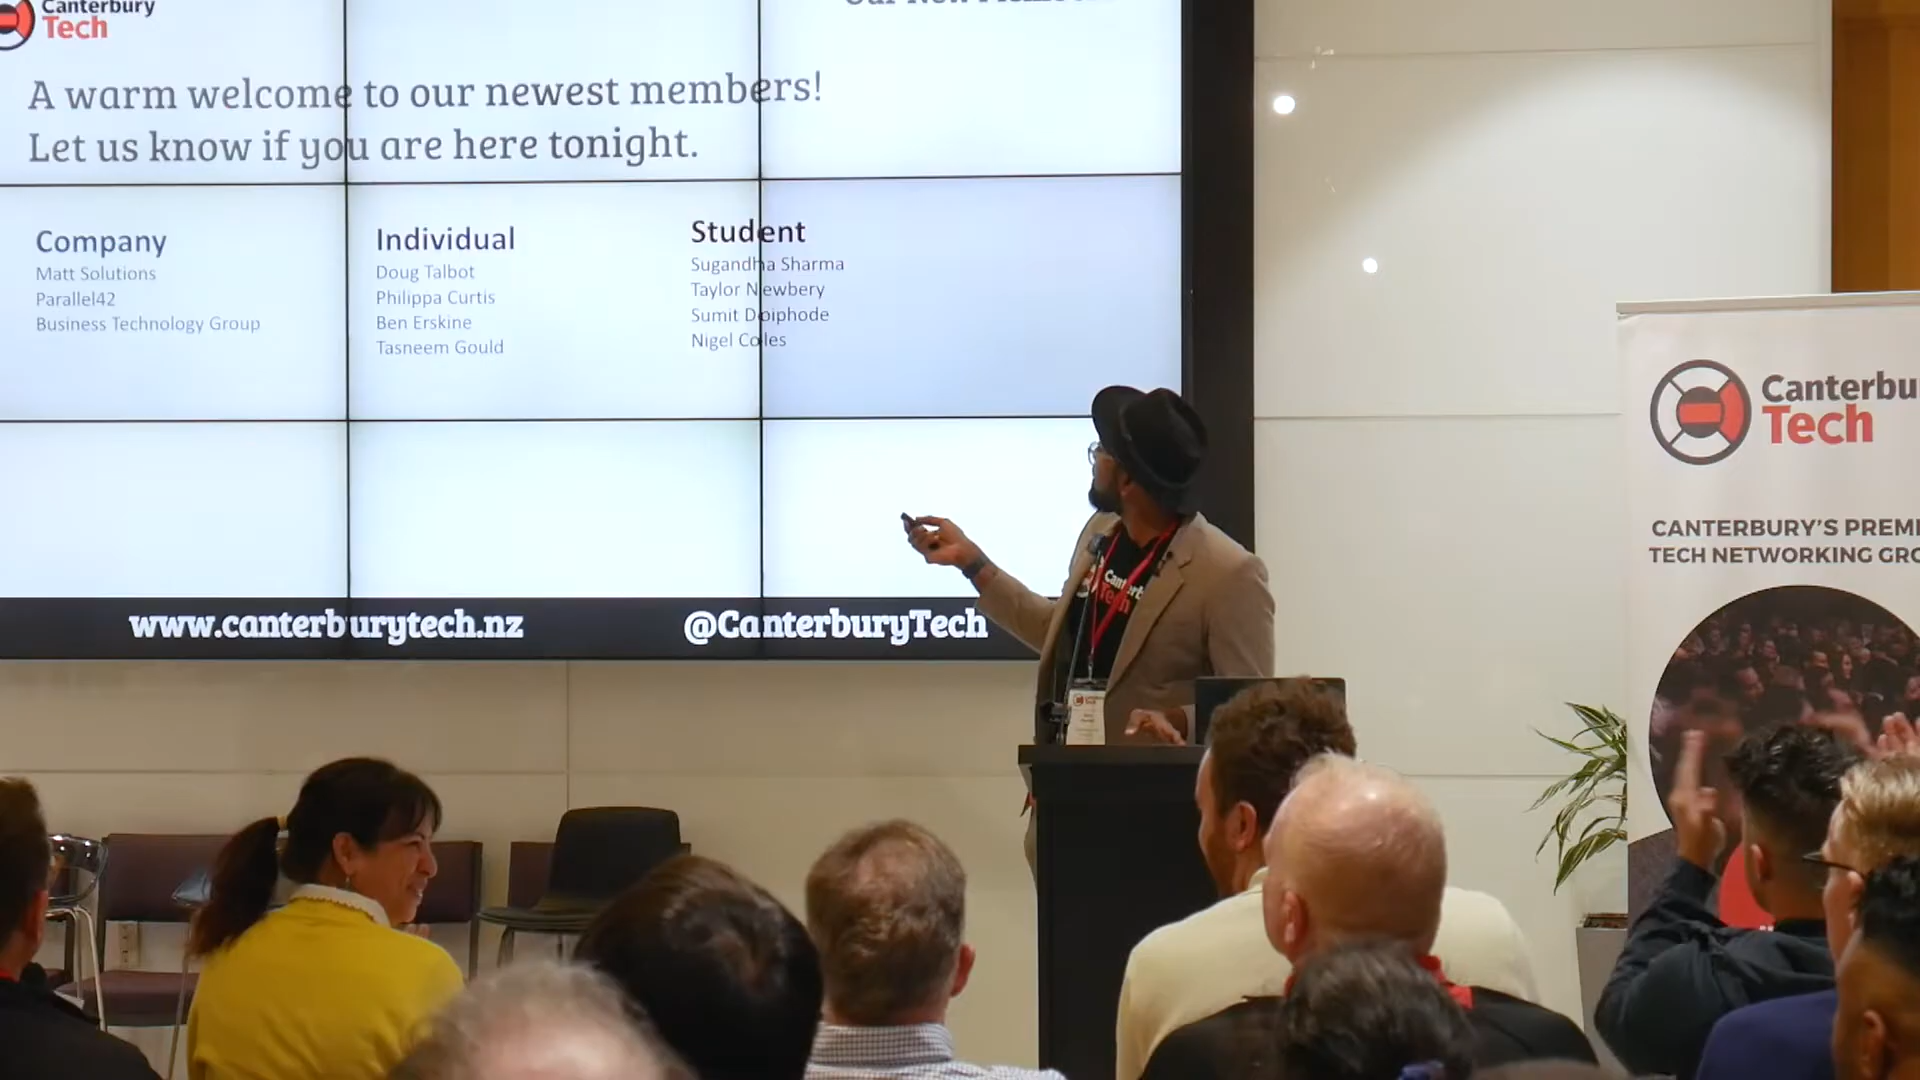 Canterbury
Tech
A warm welcome to our newest members!
Let us know if you are here tonight.
Company
Matt Solutions
Parallel42
Business Technology Group
Individual
Doug Talbot
Philippa Curtis
Ben Erskine
Tasneem Gould
Student
Sugandha Sharma
Taylor Newbery
Sumit Doiphode
Nigel Coles
www.canterburytech.nz
@CanterburyTech
Canterbu
Tech
CANTERBURY'S PREMI
TECH NETWORKING GRO